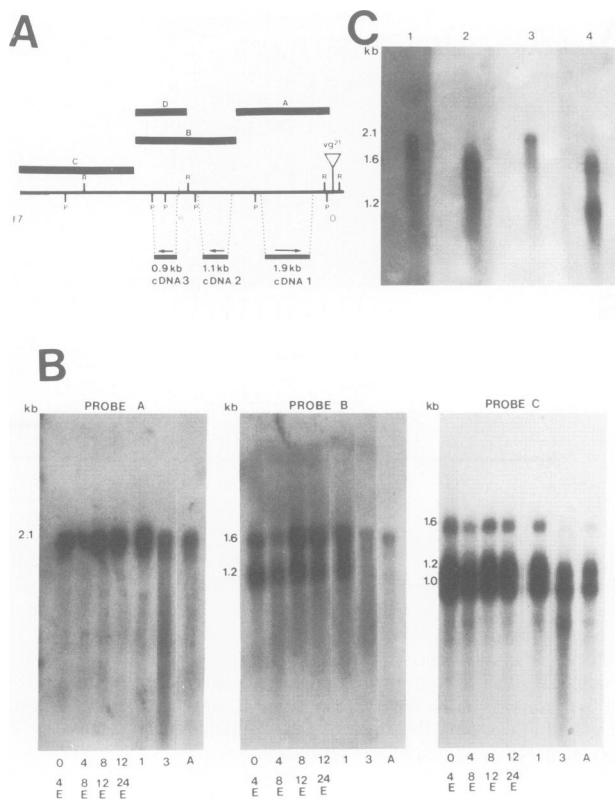 A
D
A
B
vg21
C
R
R
R
R
P
P
P
P
P
P
17
0
0.9 kb
1.1 kb
1.9 kb
cDNA 3
cDNA 2
cDNA 1
C
1 2 3 4
kb
2.1
1.6
1.2
B
PROBE A
kb
2.1
0 4 8 12 1 3 A
4 8 12 24
E E E E
PROBE B
kb
1.6
1.2
0 4 8 12 1 3 A
4 8 12 24
E E E E
PROBE C
kb
1.6
1.2
1.0
0 4 8 12 1 3 A
4 8 12 24
E E E E